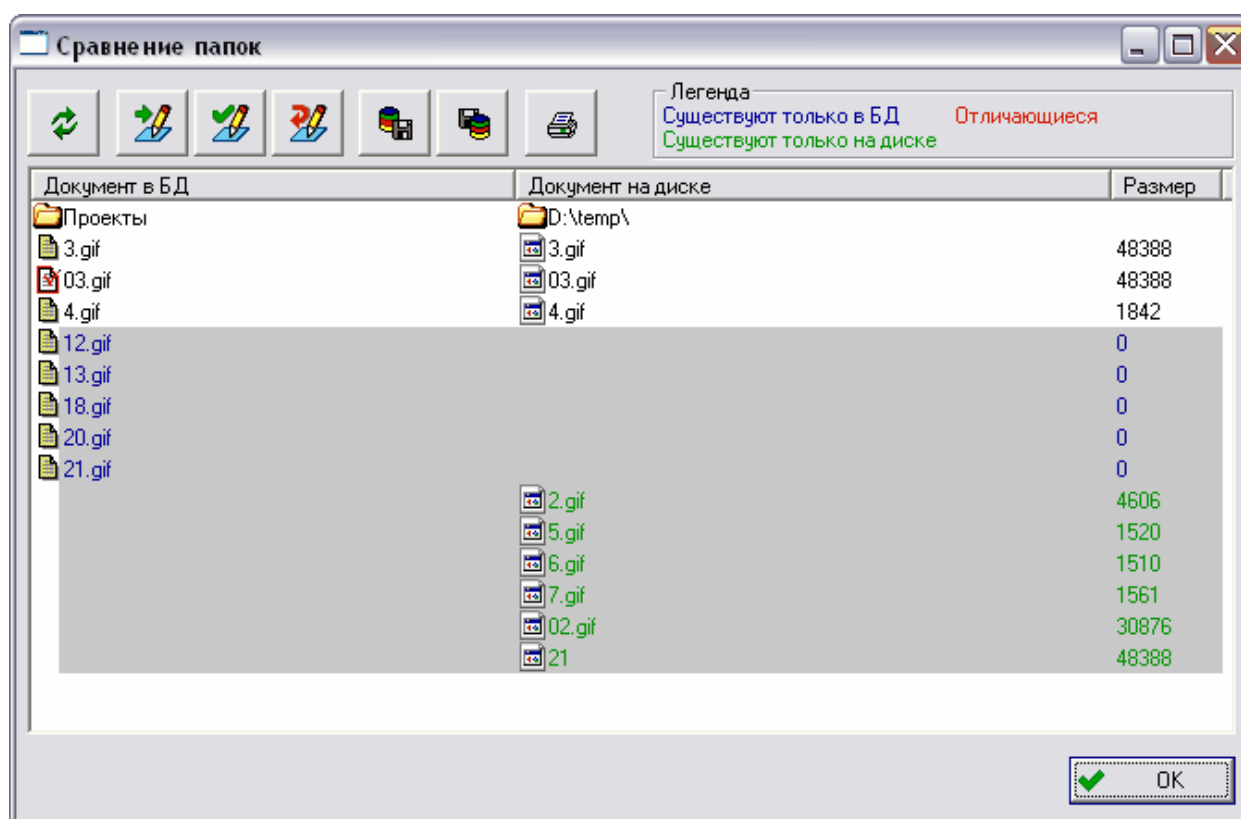 Сравнение папок
Легенда
Существуют только в БД Отличающиеся
Существуют только на диске
Документ в БД Документ на диске Размер
Проекты D:\temp\
3.gif 3.gif 48388
03.gif 03.gif 48388
4.gif 4.gif 1842
12.gif 0
13.gif 0
18.gif 0
20.gif 0
21.gif 0
2.gif 4606
5.gif 1520
6.gif 1510
7.gif 1561
02.gif 30876
21 48388
OK